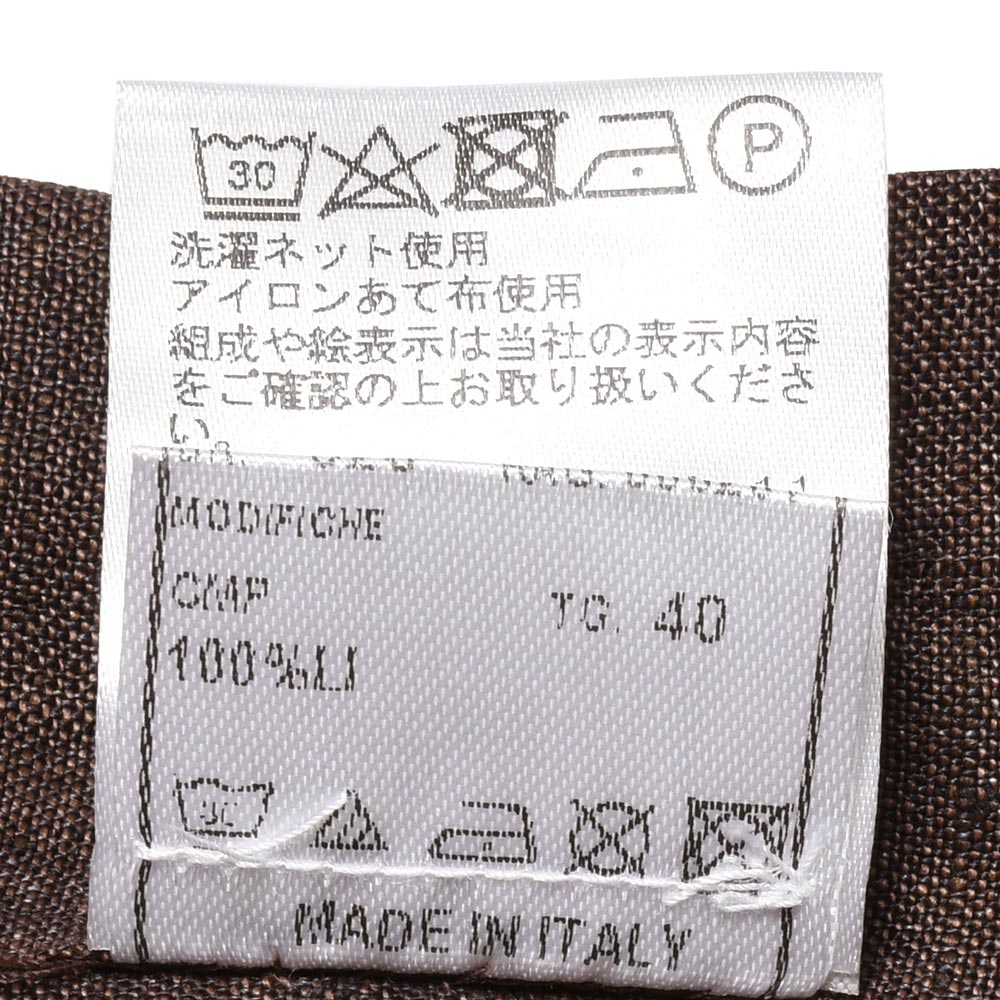 30 P
洗濯ネット使用
アイロンあて布使用
組成や絵表示は当社の表示内容
をご確認の上お取り扱いくださ
い。
MODIFICHE
CMP
TG. 40
100%LI
30
MADE IN ITALY